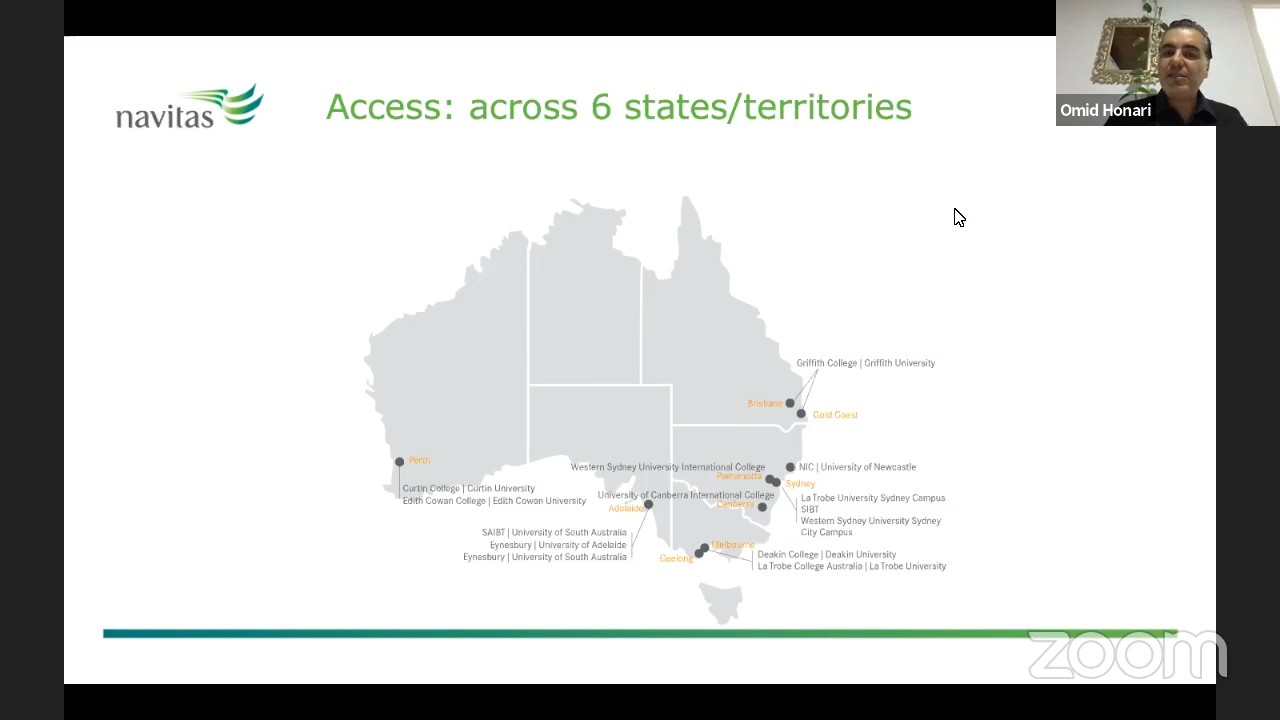 navitas
Access: across 6 states/territories
Omid Honari
Griffith College | Griffith University
Brisbane
Gold Coast
Perth
Curtin College | Curtin University
Edith Cowan College | Edith Cowan University
Western Sydney University International College
NIC | University of Newcastle
Parramatta
Sydney
University of Canberra International College
Canberra
La Trobe University Sydney Campus
SIBT
Western Sydney University Sydney
City Campus
Adelaide
SAIBT | University of South Australia
Eynesbury | University of Adelaide
Eynesbury | University of South Australia
Melbourne
Geelong
Deakin College | Deakin University
La Trobe College Australia | La Trobe University
zoom